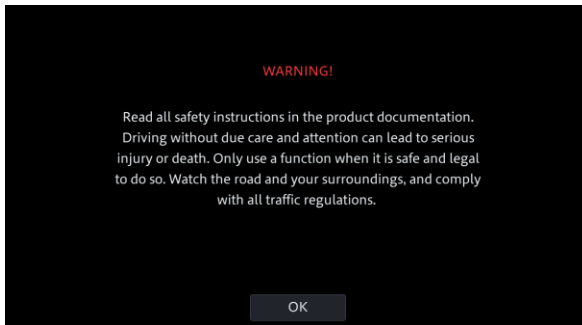 WARNING!
Read all safety instructions in the product documentation.
Driving without due care and attention can lead to serious
injury or death. Only use a function when it is safe and legal
to do so. Watch the road and your surroundings, and comply
with all traffic regulations.
OK